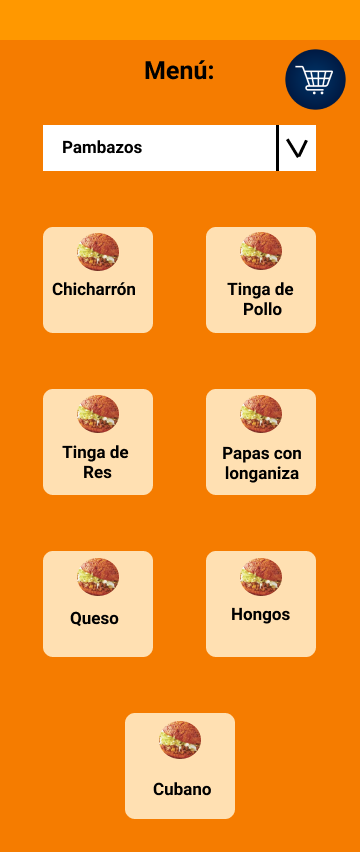 Menú:
Pambazos
Chicharrón
Tinga de
Pollo
Tinga de
Res
Papas con
longaniza
Queso
Hongos
Cubano